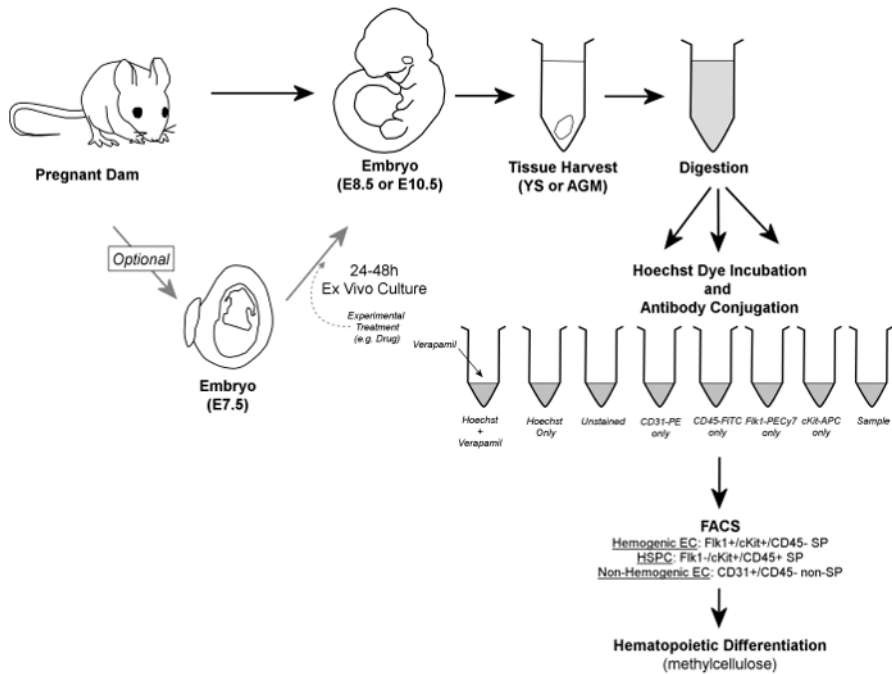 Pregnant Dam
Embryo
(E8.5 or E10.5)
Tissue Harvest
(YS or AGM)
Digestion
Optional
24-48h
Ex Vivo Culture
Experimental
Treatment
(e.g. Drug)
Embryo
(E7.5)
Hoechst Dye Incubation
and
Antibody Conjugation
Verapamil
Hoechst
+
Verapamil
Hoechst
Only
Unstained
CD31-PE
only
CD45-FITC
only
Flk1-PECy7
only
cKit-APC
only
Sample
FACS
Hemogenic EC: Flk1+/cKit+/CD45- SP
HSPC: Flk1-/cKit+/CD45+ SP
Non-Hemogenic EC: CD31+/CD45- non-SP
Hematopoietic Differentiation
(methylcellulose)